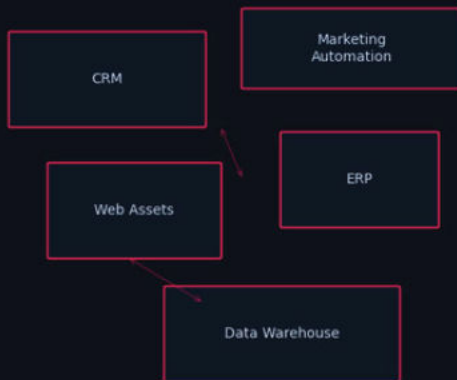 Marketing
Automation
CRM
ERP
Web Assets
Data Warehouse